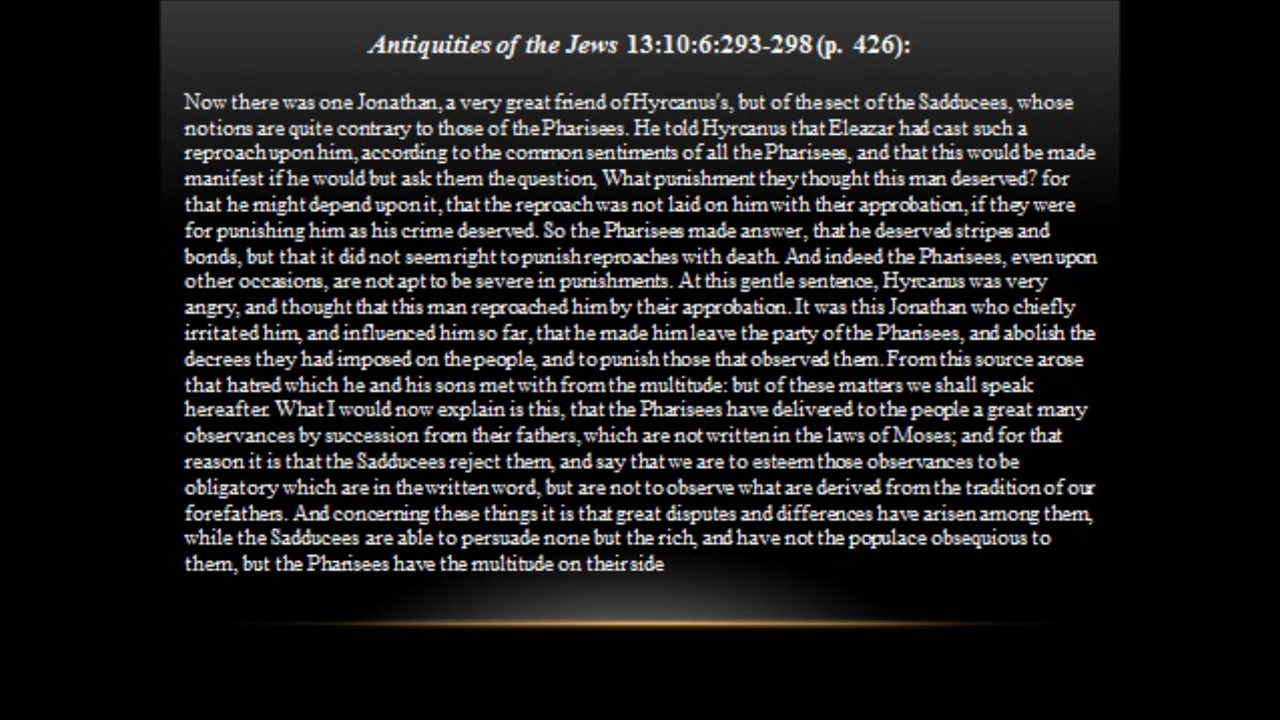 Antiquities of the Jews 13:10:6:293-298 (p. 426):
Now there was one Jonathan, a very great friend of Hyrcanus's, but of the sect of the Sadducees, whose
notions are quite contrary to those of the Pharisees. He told Hyrcanus that Eleazar had cast such a
reproach upon him, according to the common sentiments of all the Pharisees, and that this would be made
manifest if he would but ask them the question, What punishment they thought this man deserved? for
that he might depend upon it, that the reproach was not laid on him with their approbation, if they were
for punishing him as his crime deserved. So the Pharisees made answer, that he deserved stripes and
bonds, but that it did not seem right to punish reproaches with death. And indeed the Pharisees, even upon
other occasions, are not apt to be severe in punishments. At this gentle sentence, Hyrcanus was very
angry, and thought that this man reproached him by their approbation. It was this Jonathan who chiefly
irritated him, and influenced him so far, that he made him leave the party of the Pharisees, and abolish the
decrees they had imposed on the people, and to punish those that observed them. From this source arose
that hatred which he and his sons met with from the multitude: but of these matters we shall speak
hereafter. What I would now explain is this, that the Pharisees have delivered to the people a great many
observances by succession from their fathers, which are not written in the laws of Moses; and for that
reason it is that the Sadducees reject them, and say that we are to esteem those observances to be
obligatory which are in the written word, but are not to observe what are derived from the tradition of our
forefathers. And concerning these things it is that great disputes and differences have arisen among them,
while the Sadducees are able to persuade none but the rich, and have not the populace obsequious to
them, but the Pharisees have the multitude on their side